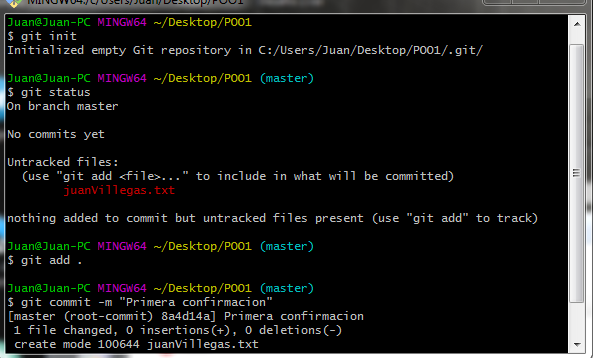 MINGW64:/c/Users/Juan/Desktop/POO1
Juan@Juan-PC MINGW64 ~/Desktop/POO1
$ git init
Initialized empty Git repository in C:/Users/Juan/Desktop/POO1/.git/
Juan@Juan-PC MINGW64 ~/Desktop/POO1 (master)
$ git status
On branch master
No commits yet
Untracked files:
(use "git add <file>..." to include in what will be committed)
juanVillegas.txt
nothing added to commit but untracked files present (use "git add" to track)
Juan@Juan-PC MINGW64 ~/Desktop/POO1 (master)
$ git add .
Juan@Juan-PC MINGW64 ~/Desktop/POO1 (master)
$ git commit -m "Primera confirmacion"
[master (root-commit) 8a4d14a] Primera confirmacion
1 file changed, 0 insertions(+), 0 deletions(-)
create mode 100644 juanVillegas.txt